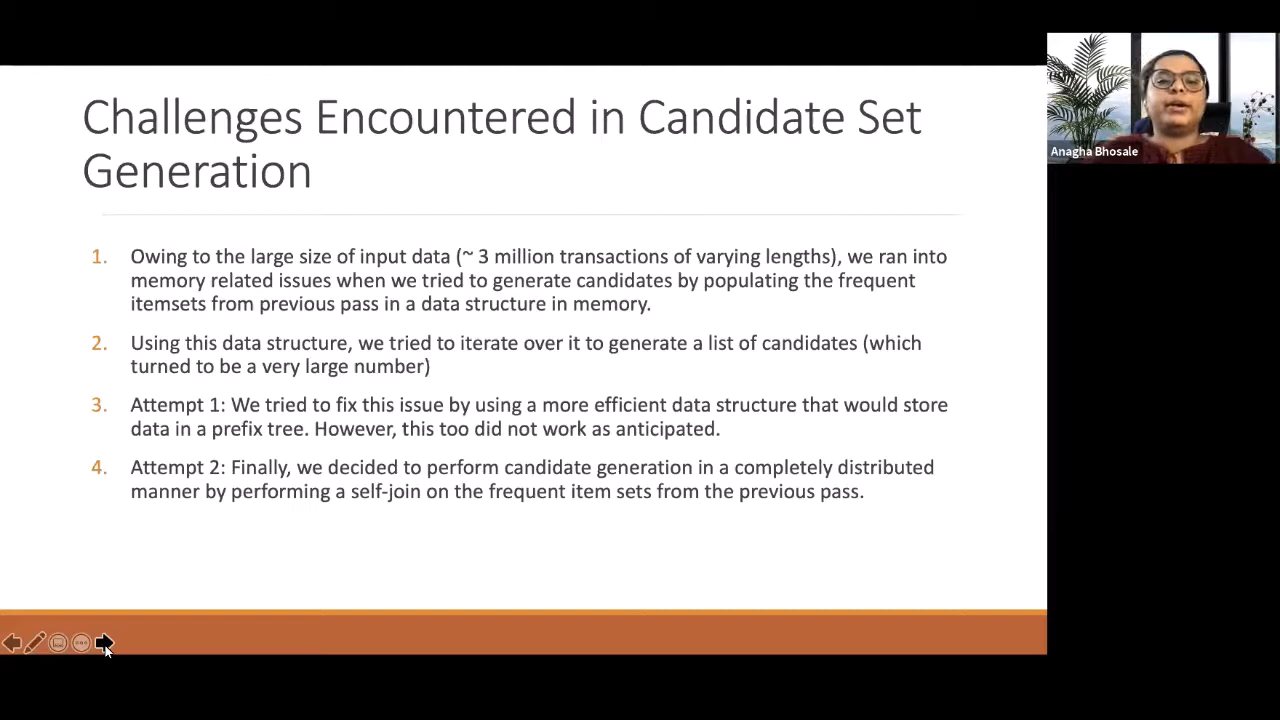 Challenges Encountered in Candidate Set
Generation
1. Owing to the large size of input data (~ 3 million transactions of varying lengths), we ran into
memory related issues when we tried to generate candidates by populating the frequent
itemsets from previous pass in a data structure in memory.
2. Using this data structure, we tried to iterate over it to generate a list of candidates (which
turned to be a very large number)
3. Attempt 1: We tried to fix this issue by using a more efficient data structure that would store
data in a prefix tree. However, this too did not work as anticipated.
4. Attempt 2: Finally, we decided to perform candidate generation in a completely distributed
manner by performing a self-join on the frequent item sets from the previous pass.
Anagha Bhosale